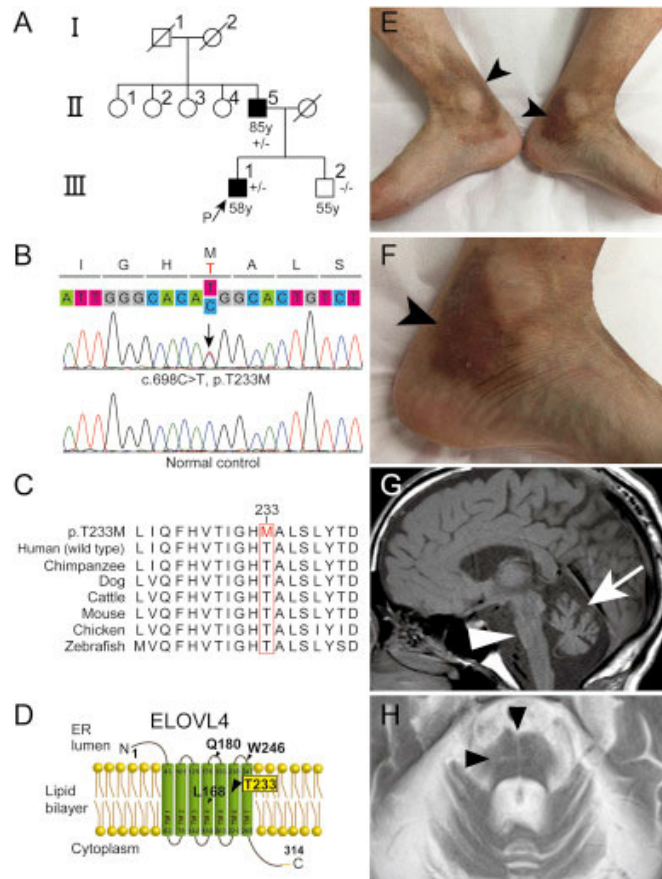 A
I
1
2
II
1
2
3
4
5
85y
+/-
III
1
+/-
2
-/-
P
58y
55y
B
M
I G H T A L S
T
A T T G G G C A C A C G G C A C T G T C T
c.698C>T, p.T233M
Normal control
C
233
p.T233M L I Q F H V T I G H M A L S L Y T D
Human (wild type) L I Q F H V T I G H T A L S L Y T D
Chimpanzee L I Q F H V T I G H T A L S L Y T D
Dog L V Q F H V T I G H T A L S L Y T D
Cattle L V Q F H V T I G H T A L S L Y T D
Mouse L V Q F H V T I G H T A L S L Y T D
Chicken L V Q F H V T I G H T A L S I Y I D
Zebrafish M V Q F H V T I G H T A L S L Y S D
D
ELOVL4
ER
lumen
N
1
Q180
W246
Lipid
bilayer
L168
T233
Cytoplasm
314
C
E
F
G
H